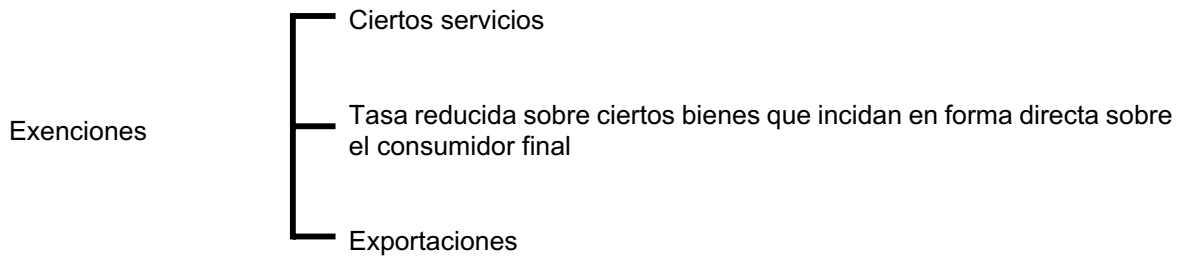 Ciertos servicios
Exenciones
Tasa reducida sobre ciertos bienes que incidan en forma directa sobre
el consumidor final
Exportaciones